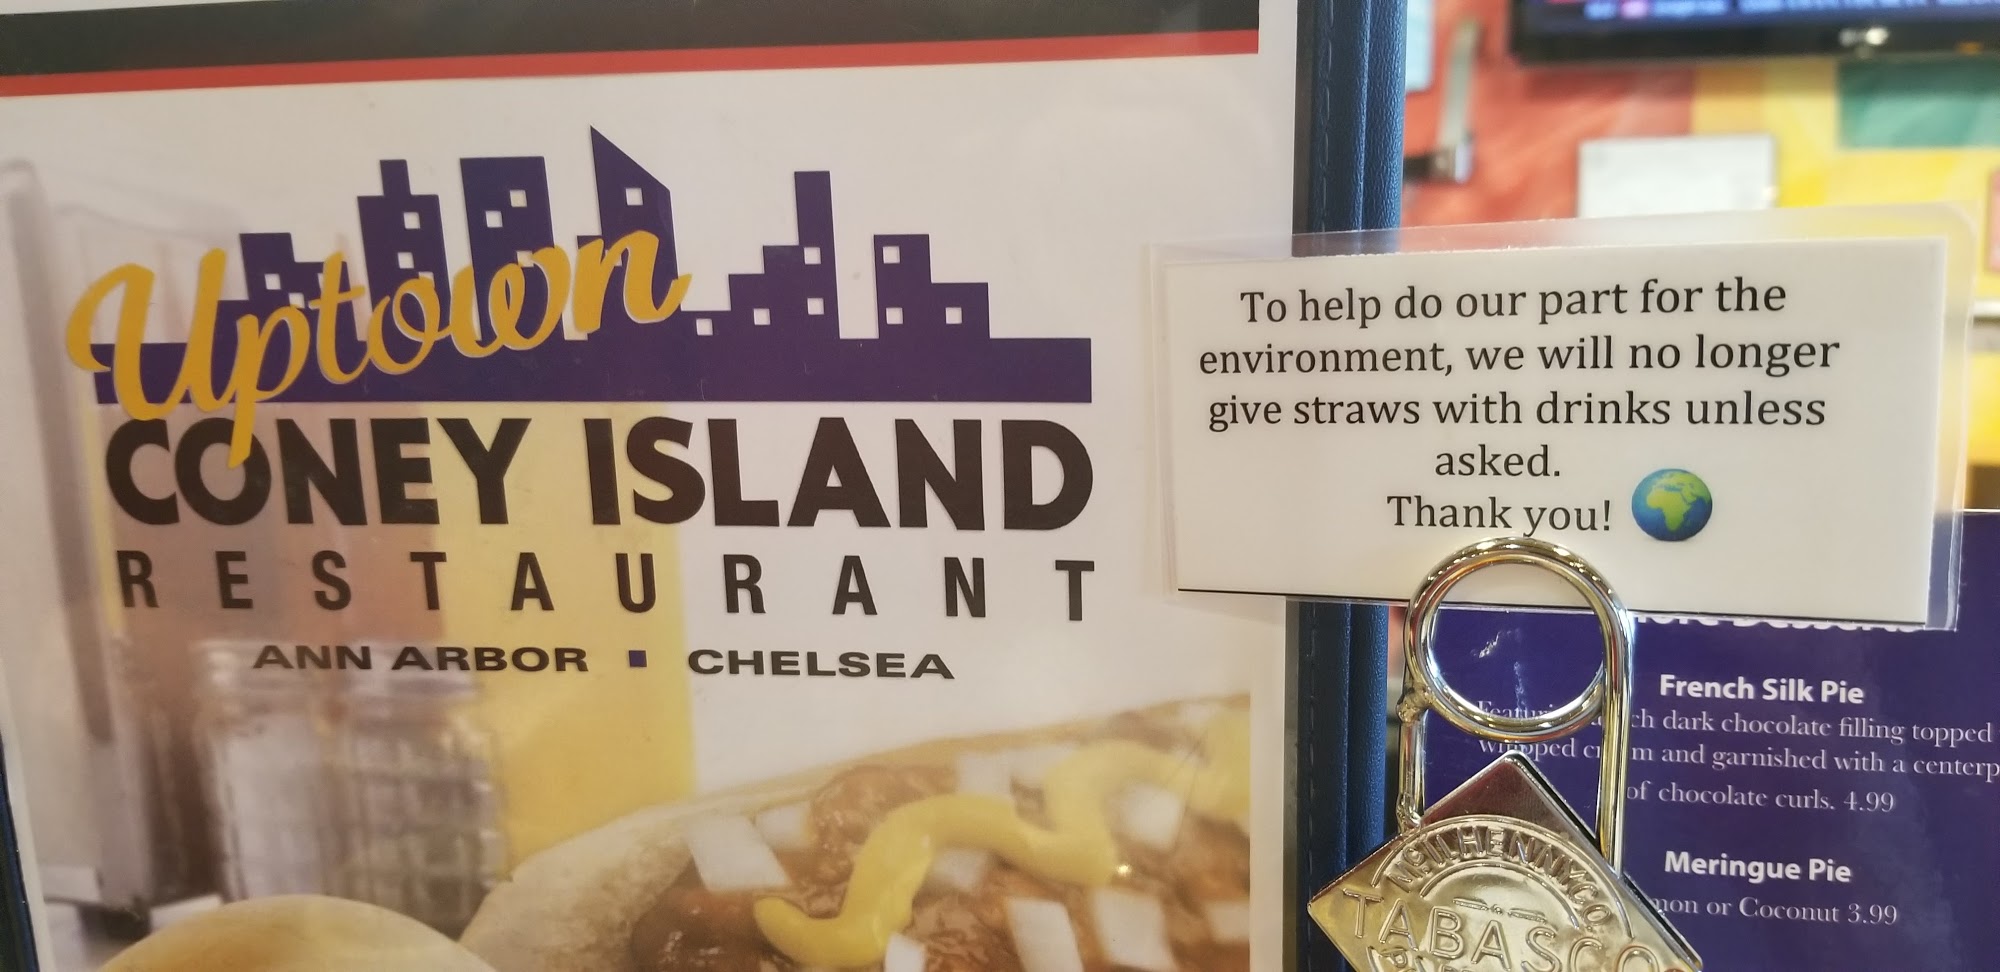 Uptown
CONEY ISLAND
RESTAURANT
ANN ARBOR ▪ CHELSEA
To help do our part for the
environment, we will no longer
give straws with drinks unless
asked.
Thank you!
French Silk Pie
dark chocolate filling topped
and garnished with a
of chocolate curls. 4.99
Meringue Pie
or Coconut 3.99
McILHENNY CO
TABASCO